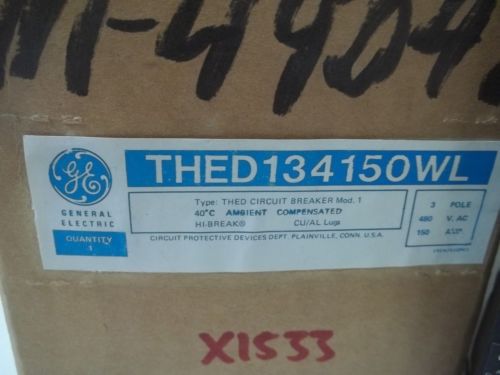 THED134150WL
GE
GENERAL
ELECTRIC
QUANTITY
Type: THED CIRCUIT BREAKER Mod. 1
40°C AMBIENT COMPENSATED
HI-BREAK® CU/AL Lugs
3 POLE
480 V. AC
150 AMP.
CIRCUIT PROTECTIVE DEVICES DEPT. PLAINVILLE, CONN. U.S.A.
X1533